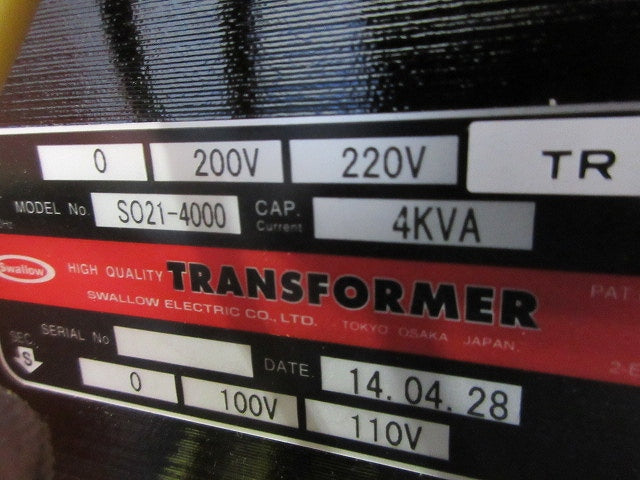 0 200V 220V TR
MODEL No. SO21-4000 CAP. 4KVA
Current
Swallow HIGH QUALITY TRANSFORMER PAT
SWALLOW ELECTRIC CO., LTD. TOKYO OSAKA JAPAN.
SERIAL No DATE. 14.04.28
SEC.
S 0 100V 110V